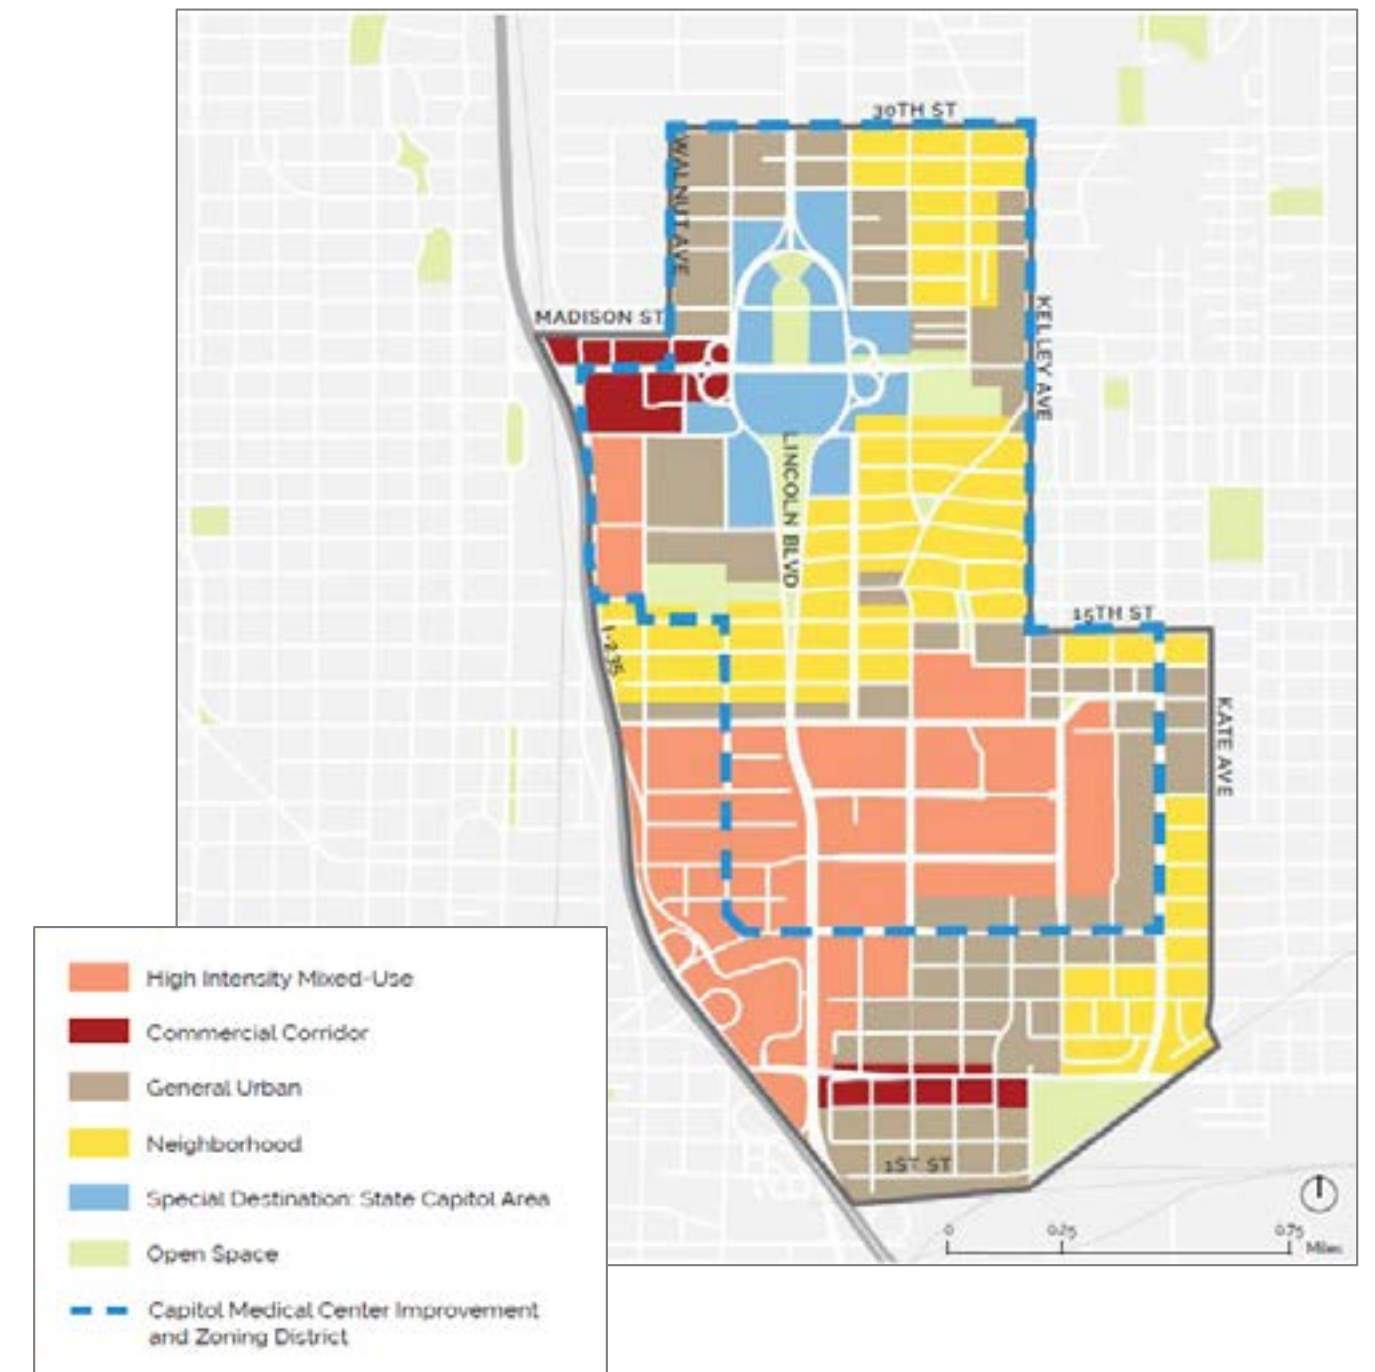 30TH ST
WALNUT AVE
MADISON ST
KELLEY AVE
LINCOLN BLVD
15TH ST
I-235
KATE AVE
1ST ST
0 0.25 0.75
Miles
High Intensity Mixed-Use
Commercial Corridor
General Urban
Neighborhood
Special Destination: State Capitol Area
Open Space
Capitol Medical Center Improvement
and Zoning District